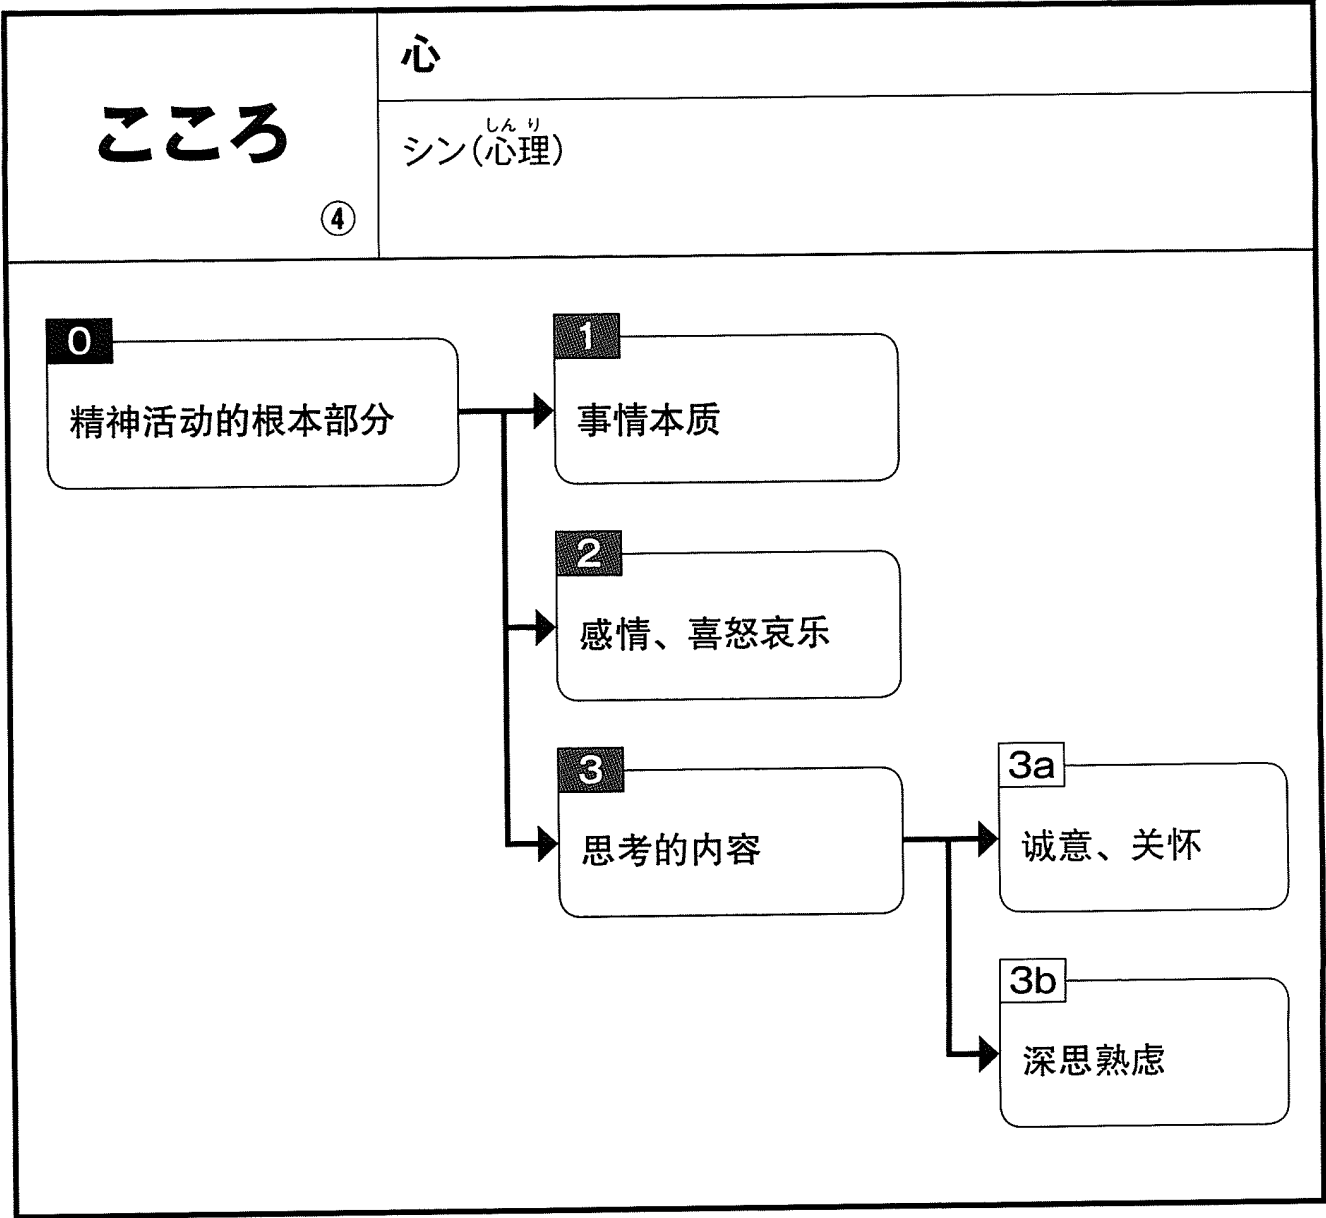 こころ
④
心
シン(心理)
しんり
0
精神活动的根本部分
1
事情本质
2
感情、喜怒哀乐
3
思考的内容
3a
诚意、关怀
3b
深思熟虑